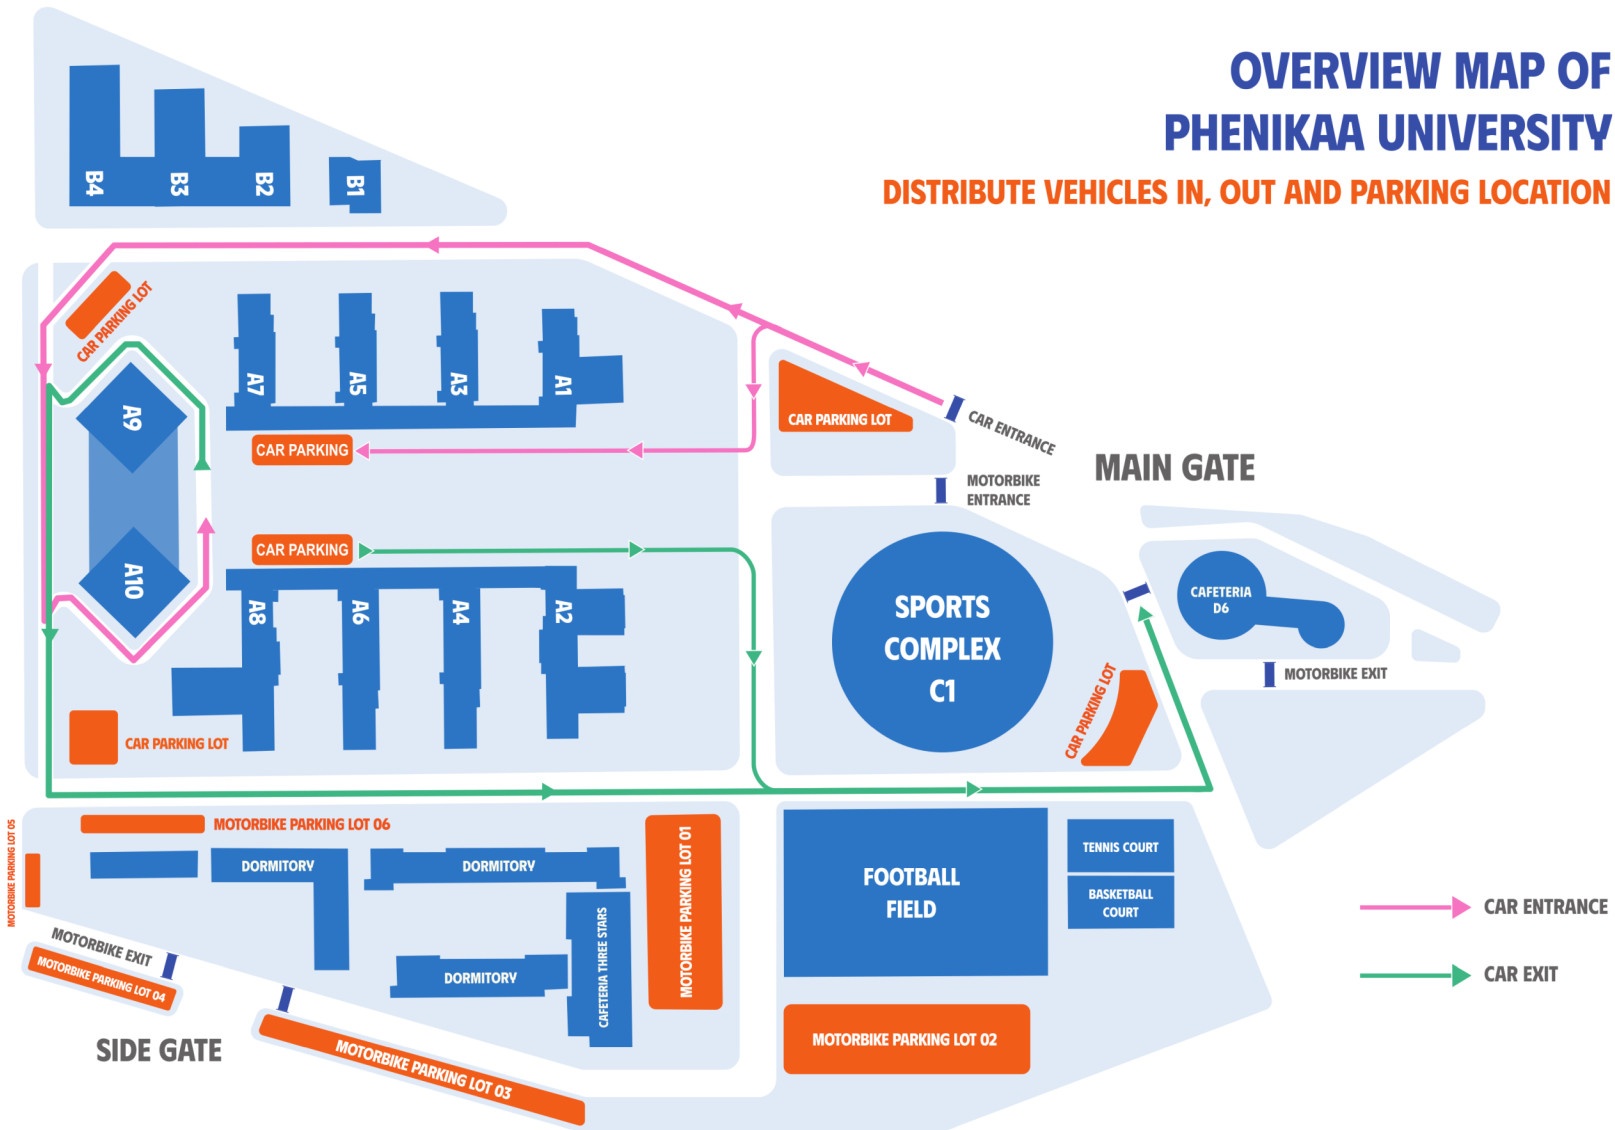 OVERVIEW MAP OF
PHENIKAA UNIVERSITY
DISTRIBUTE VEHICLES IN, OUT AND PARKING LOCATION
B4
B3
B2
B1
CAR PARKING LOT
A7
A5
A3
A1
A9
CAR PARKING
CAR PARKING LOT
CAR ENTRANCE
MAIN GATE
MOTORBIKE
ENTRANCE
CAR PARKING
A10
A8
A6
A4
A2
SPORTS
COMPLEX
C1
CAFETERIA
D6
MOTORBIKE EXIT
CAR PARKING LOT
CAR PARKING LOT
MOTORBIKE PARKING LOT 05
MOTORBIKE PARKING LOT 06
DORMITORY
DORMITORY
MOTORBIKE PARKING LOT 01
FOOTBALL
FIELD
TENNIS COURT
BASKETBALL
COURT
CAR ENTRANCE
CAR EXIT
MOTORBIKE EXIT
MOTORBIKE PARKING LOT 04
DORMITORY
CAFETERIA THREE STARS
SIDE GATE
MOTORBIKE PARKING LOT 03
MOTORBIKE PARKING LOT 02